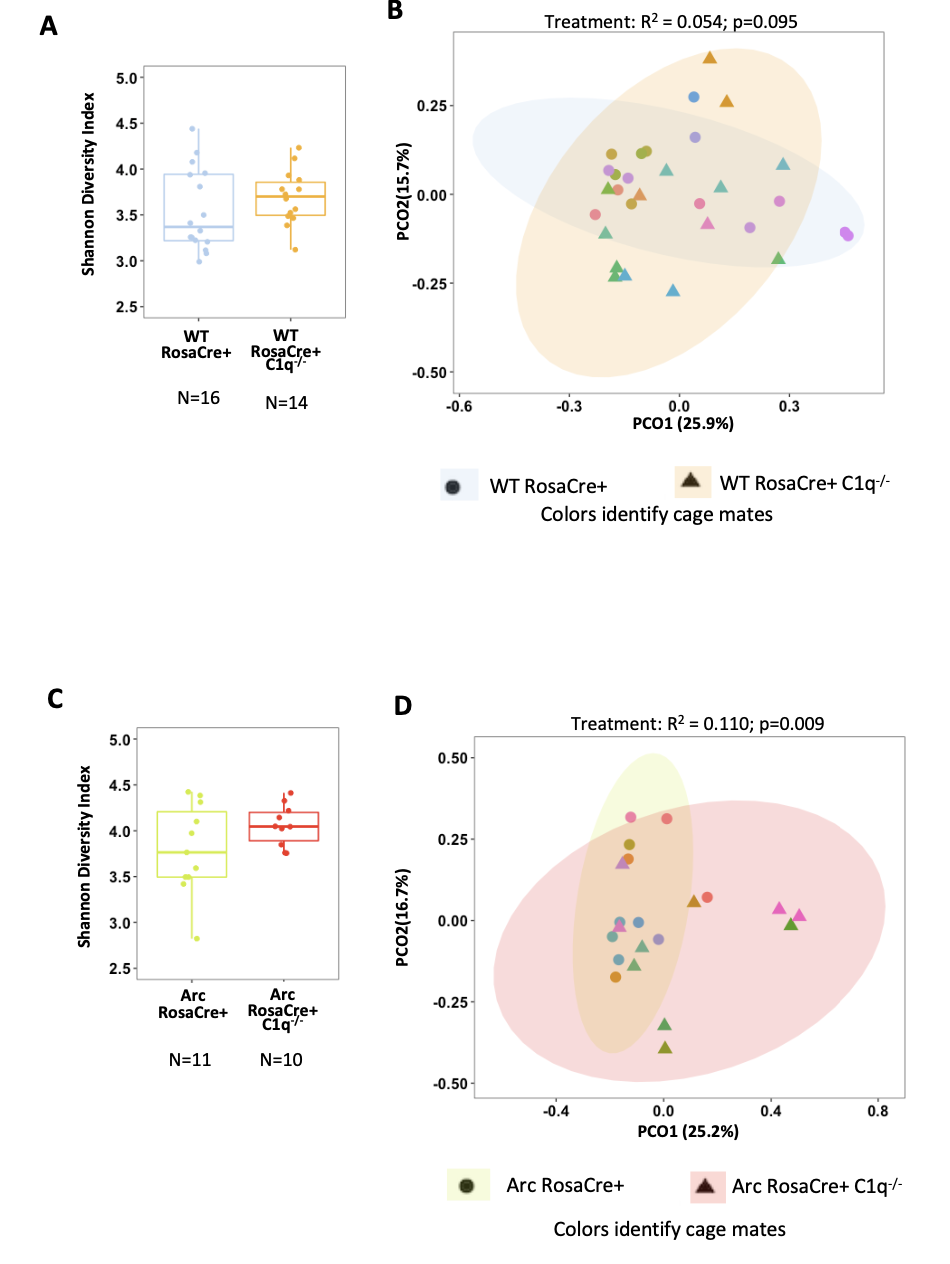 A
Shannon Diversity Index
5.0
4.5
4.0
3.5
3.0
2.5
WT
RosaCre+
WT
RosaCre+
C1q-/-
N=16
N=14
B
Treatment: R2 = 0.054; p=0.095
PCO2(15.7%)
0.25
0.00
-0.25
-0.50
-0.6
-0.3
0.0
0.3
PCO1 (25.9%)
WT RosaCre+
WT RosaCre+ C1q-/-
Colors identify cage mates
C
Shannon Diversity Index
5.0
4.5
4.0
3.5
3.0
2.5
Arc
RosaCre+
Arc
RosaCre+
C1q-/-
N=11
N=10
D
Treatment: R2 = 0.110; p=0.009
PCO2(16.7%)
0.50
0.25
0.00
-0.25
-0.50
-0.4
0.0
0.4
0.8
PCO1 (25.2%)
Arc RosaCre+
Arc RosaCre+ C1q-/-
Colors identify cage mates